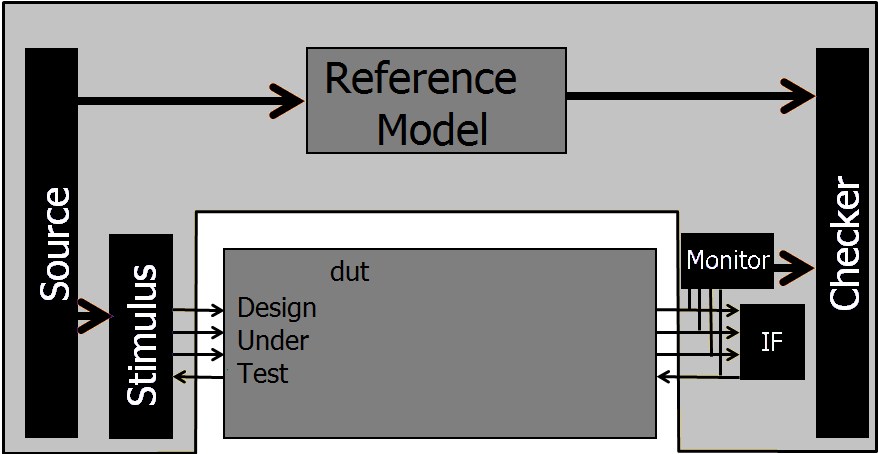 Reference
Model
Source
Stimulus
dut
Design
Under
Test
Monitor
IF
Checker